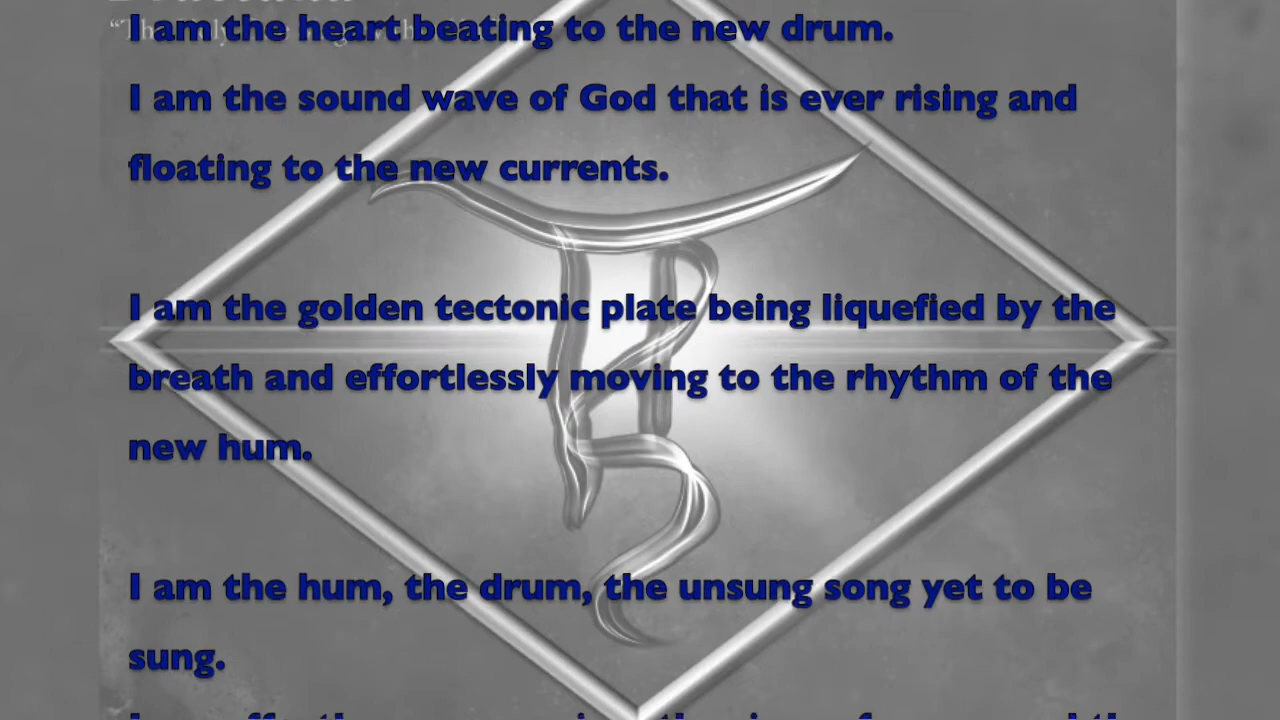 I am the heart beating to the new drum.
I am the sound wave of God that is ever rising and
floating to the new currents.
I am the golden tectonic plate being liquefied by the
breath and effortlessly moving to the rhythm of the
new hum.
I am the hum, the drum, the unsung song yet to be
sung.